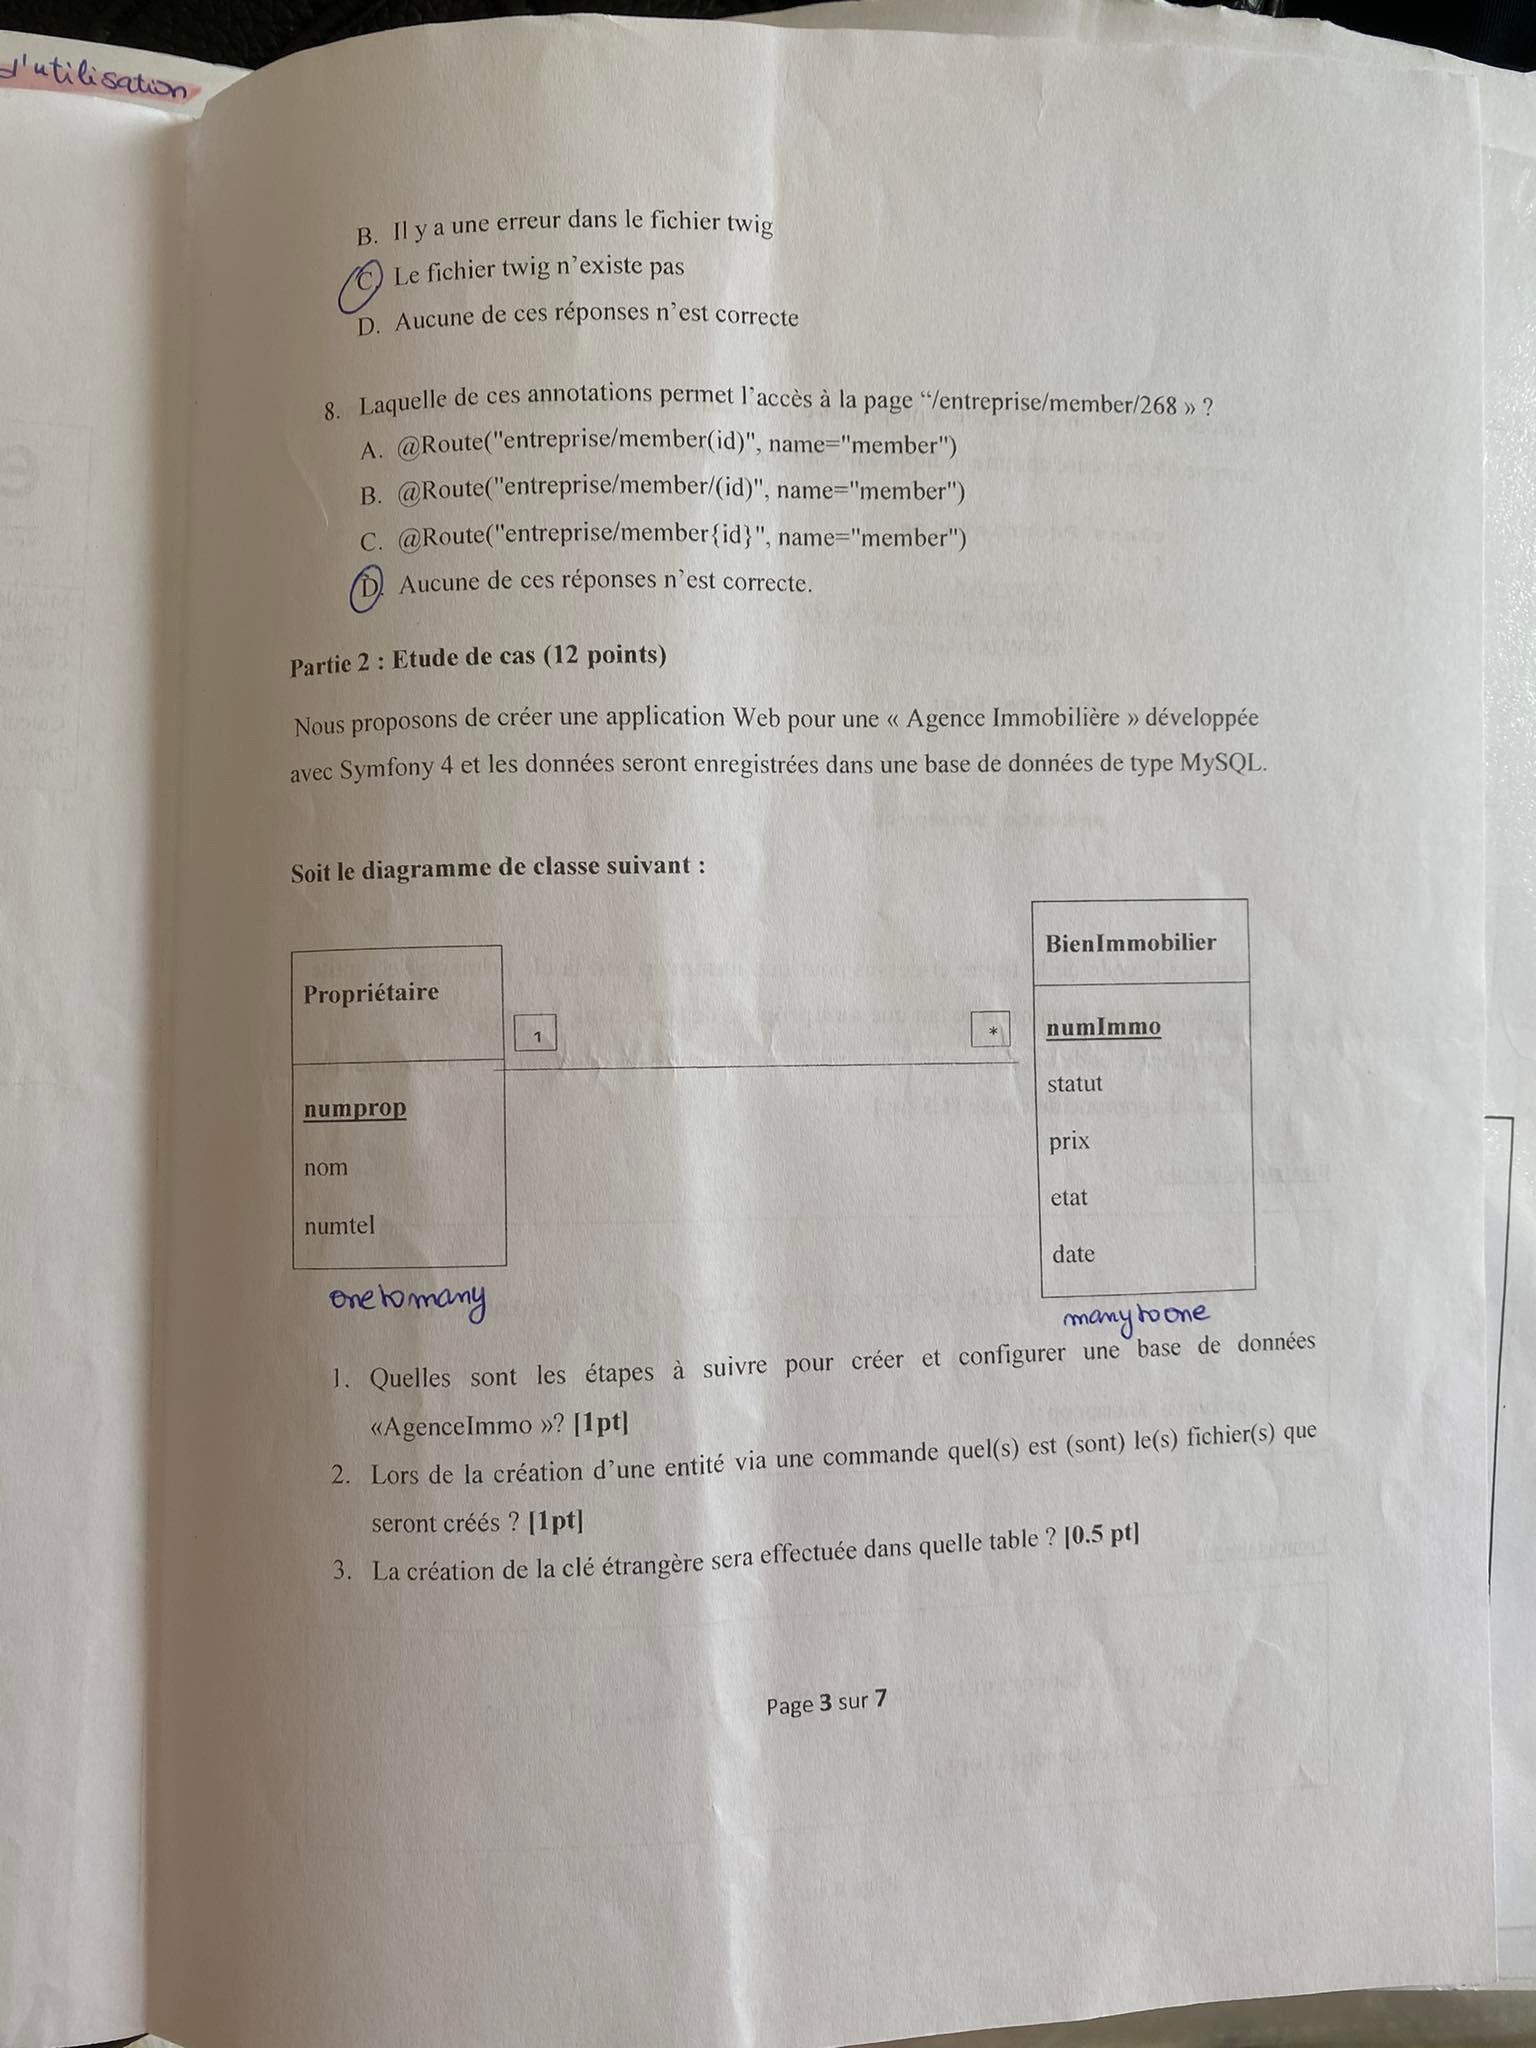 d'utilisation
B. Il y a une erreur dans le fichier twig
C. Le fichier twig n'existe pas
D. Aucune de ces réponses n'est correcte
8. Laquelle de ces annotations permet l'accès à la page “/entreprise/member/268 » ?
A. @Route("entreprise/member(id)", name="member")
B. @Route("entreprise/member/(id)", name="member")
C. @Route("entreprise/member{id}", name="member")
D. Aucune de ces réponses n'est correcte.
Partie 2 : Etude de cas (12 points)
Nous proposons de créer une application Web pour une « Agence Immobilière » développée
avec Symfony 4 et les données seront enregistrées dans une base de données de type MySQL.
Soit le diagramme de classe suivant :
Propriétaire
numprop
nom
numtel
1
*
BienImmobilier
numImmo
statut
prix
etat
date
one to many
many to one
1. Quelles sont les étapes à suivre pour créer et configurer une base de données
«AgenceImmo »? [1pt]
2. Lors de la création d'une entité via une commande quel(s) est (sont) le(s) fichier(s) que
seront créés ? [1pt]
3. La création de la clé étrangère sera effectuée dans quelle table ? [0.5 pt]
Page 3 sur 7